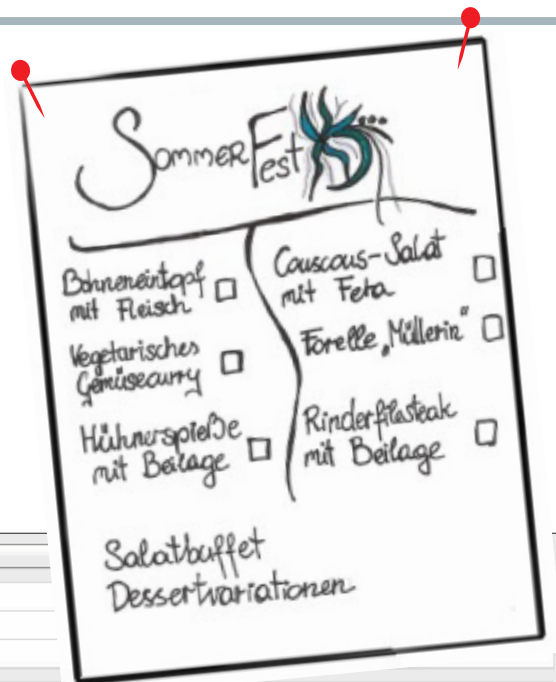 SOMMERFest...
Bohneneintopf
mit Fleisch
Vegetarisches
Gemüsecurry
Hühnerspieße
mit Beilage
Couscous-Salat
mit Feta
Forelle „Müllerin“
Rinderfilasteak
mit Beilage
Salatbuffet
Dessertvariationen